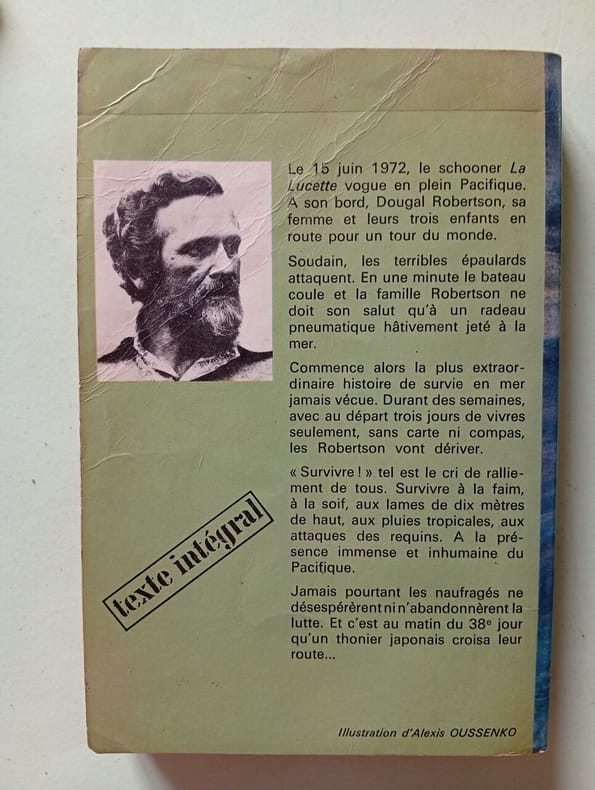 Le 15 juin 1972, le schooner La
Lucette vogue en plein Pacifique.
A son bord, Dougal Robertson, sa
femme et leurs trois enfants en
route pour un tour du monde.
Soudain, les terribles épaulards
attaquent. En une minute le bateau
coule et la famille Robertson ne
doit son salut qu'à un radeau
pneumatique hâtivement jeté à la
mer.
Commence alors la plus extraor-
dinaire histoire de survie en mer
jamais vécue. Durant des semaines,
avec au départ trois jours de vivres
seulement, sans carte ni compas,
les Robertson vont dériver.
« Survivre ! » tel est le cri de rallie-
ment de tous. Survivre à la faim,
à la soif, aux lames de dix mètres
de haut, aux pluies tropicales, aux
attaques des requins. A la pré-
sence immense et inhumaine du
Pacifique.
Jamais pourtant les naufragés ne
désespérèrent ni n'abandonnèrent la
lutte. Et c'est au matin du 38e jour
qu'un thonier japonais croisa leur
route...
texte intégral
Illustration d'Alexis OUSSENKO